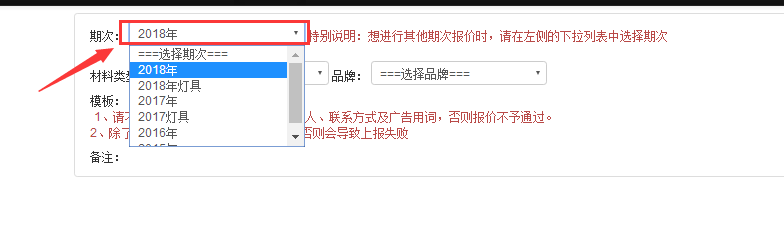 期次： 2018年 特别说明：想进行其他期次报价时，请在左侧的下拉列表中选择期次
===选择期次===
2018年
2018年灯具
2017年
2017灯具
2016年
材料类 品牌： ===选择品牌===
模板：
1、请 人、联系方式及广告用词，否则报价不予通过。
2、除了 否则会导致上报失败
备注：